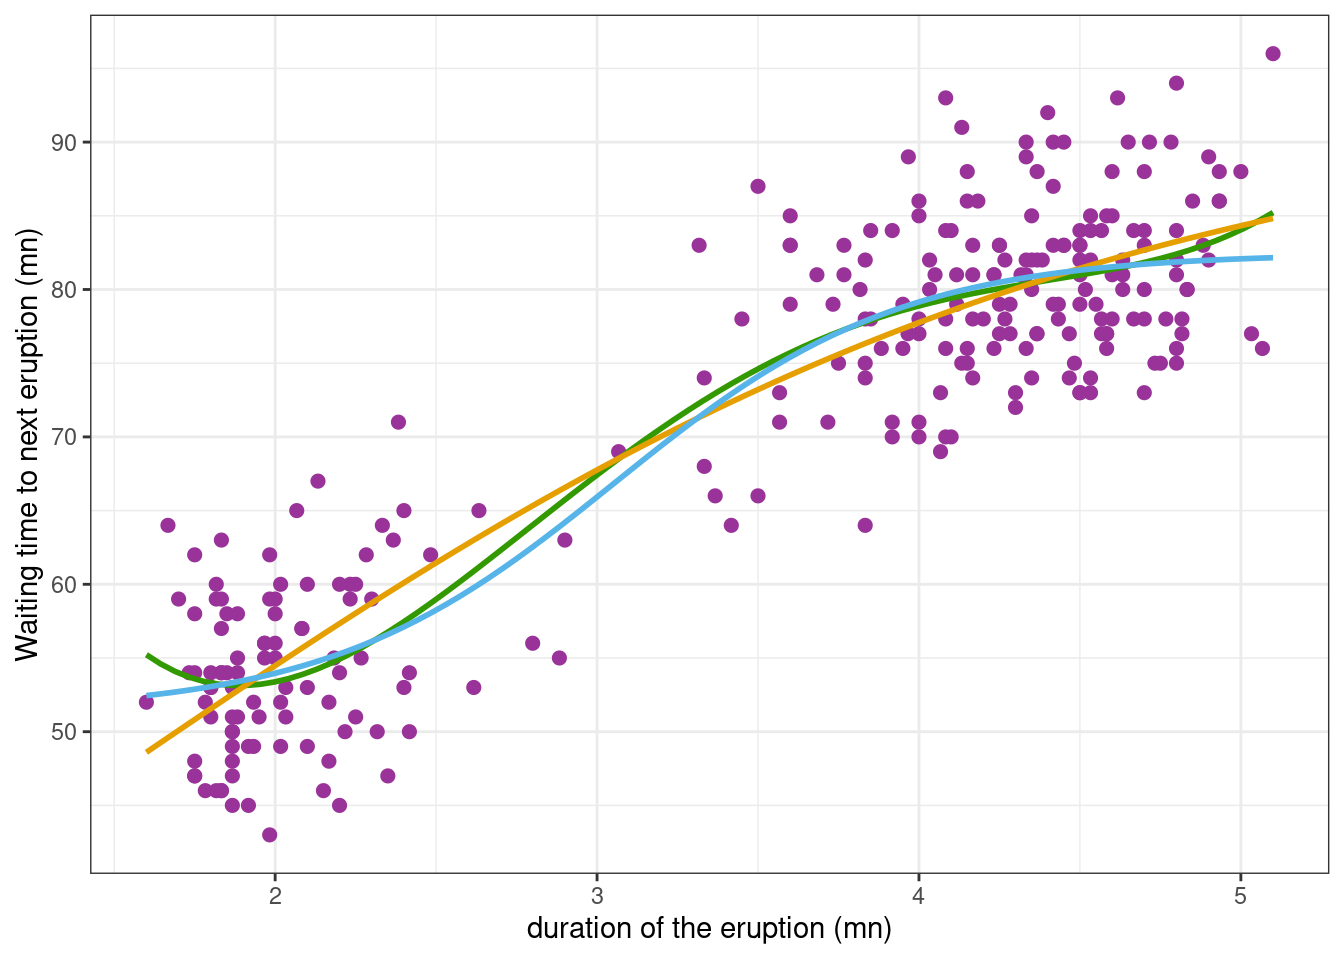 Waiting time to next eruption (mn)
90
80
70
60
50
2 3 4 5
duration of the eruption (mn)